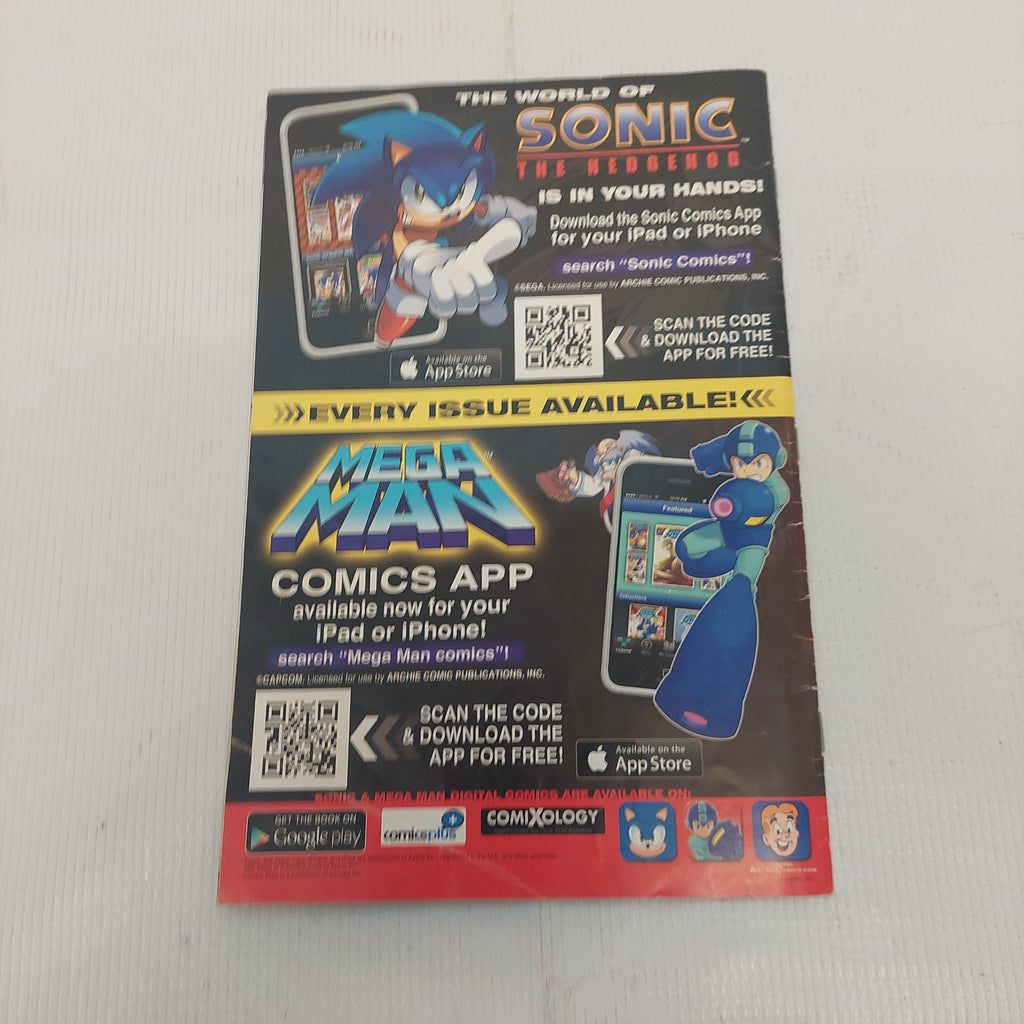 THE WORLD OF
SONIC™
THE HEDGEHOG
IS IN YOUR HANDS!
Download the Sonic Comics App
for your iPad or iPhone
search "Sonic Comics"!
©SEGA. Licensed for use by ARCHIE COMIC PUBLICATIONS, INC.
SCAN THE CODE
& DOWNLOAD THE
APP FOR FREE!
Available on the
App Store
EVERY ISSUE AVAILABLE!
MEGA
MAN™
Featured
Collections
COMICS APP
available now for your
iPad or iPhone!
search "Mega Man comics"!
©CAPCOM. Licensed for use by ARCHIE COMIC PUBLICATIONS, INC.
SCAN THE CODE
& DOWNLOAD THE
APP FOR FREE!
Available on the
App Store
SONIC & MEGA MAN DIGITAL COMICS ARE AVAILABLE ON:
GET THE BOOK ON
Google play
comicsplus
COMIXOLOGY